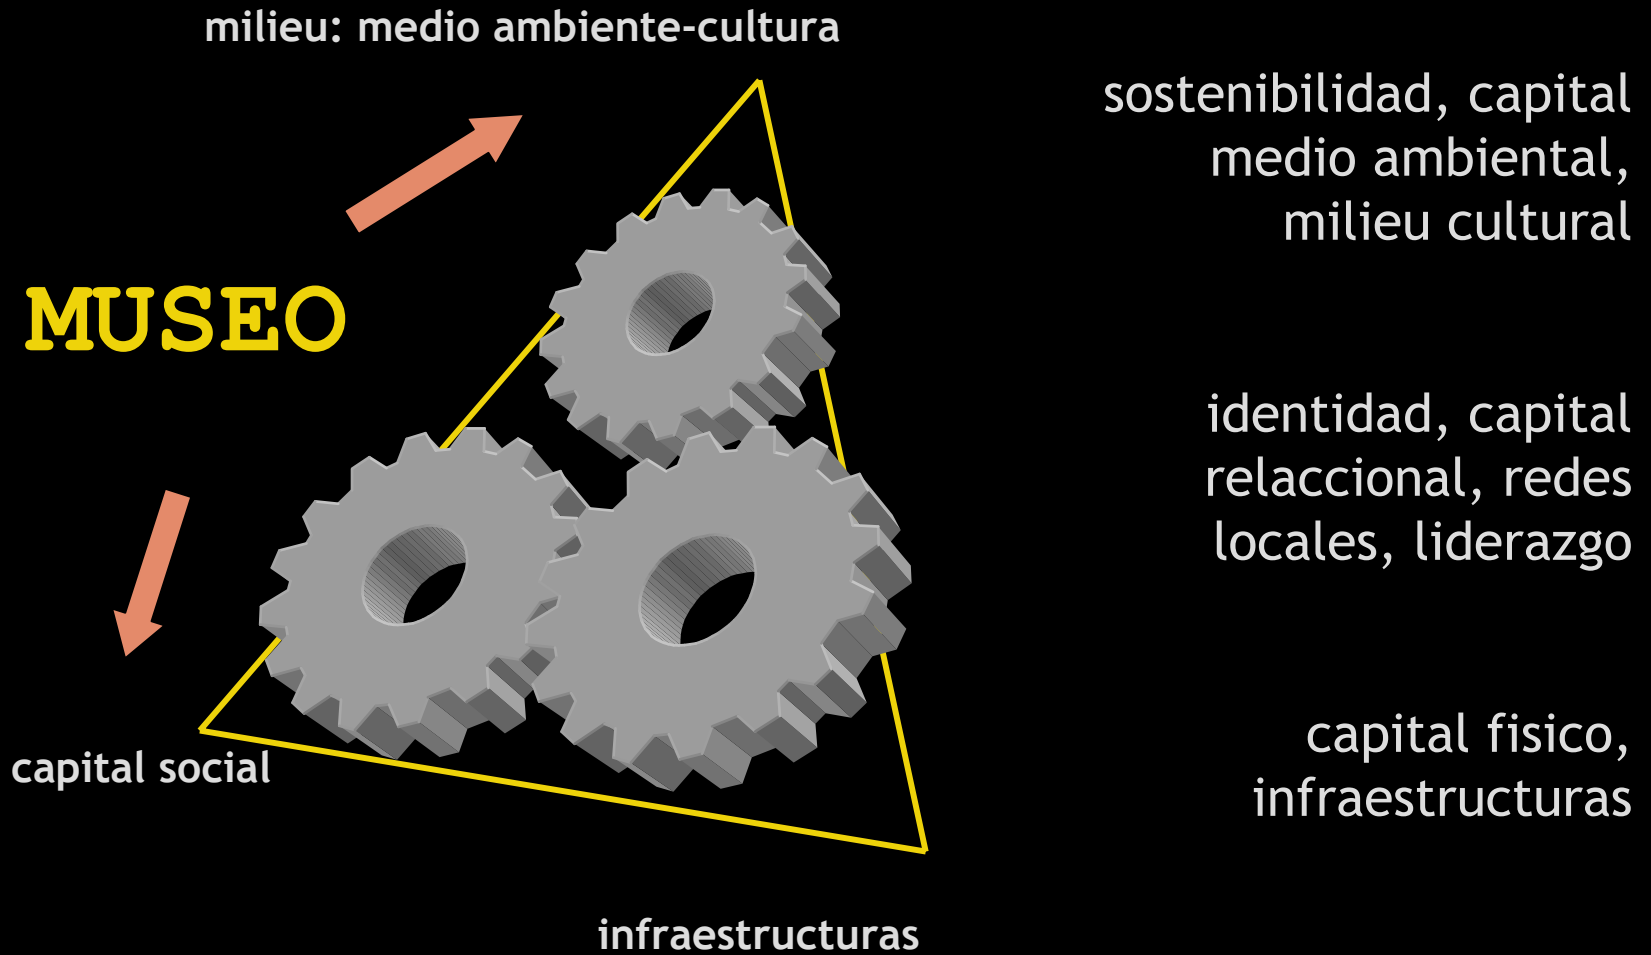 milieu: medio ambiente-cultura
MUSEO
capital social
infraestructuras
sostenibilidad, capital
medio ambiental,
milieu cultural
identidad, capital
relaccional, redes
locales, liderazgo
capital fisico,
infraestructuras